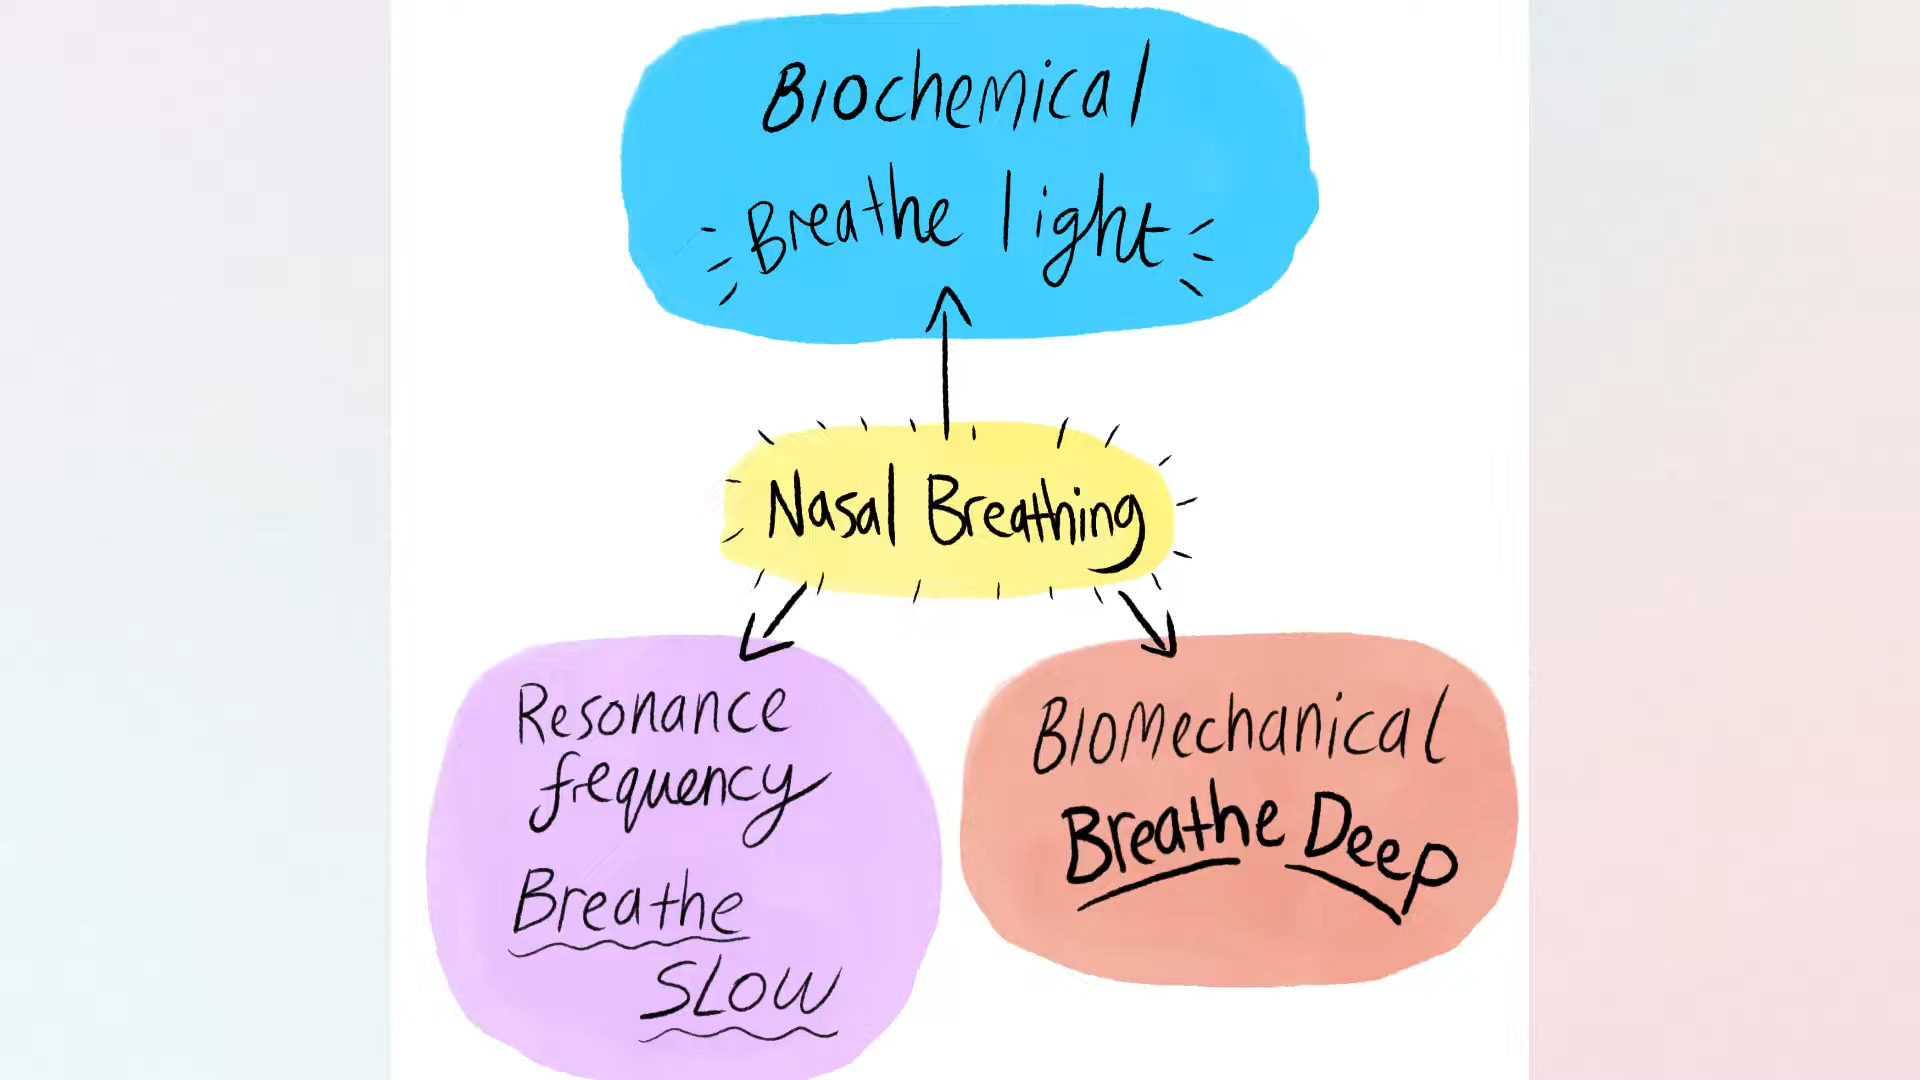 Biochemical
Breathe light
Nasal Breathing
Resonance
frequency
Breathe
SLOW
BIOMechanical
Breathe Deep